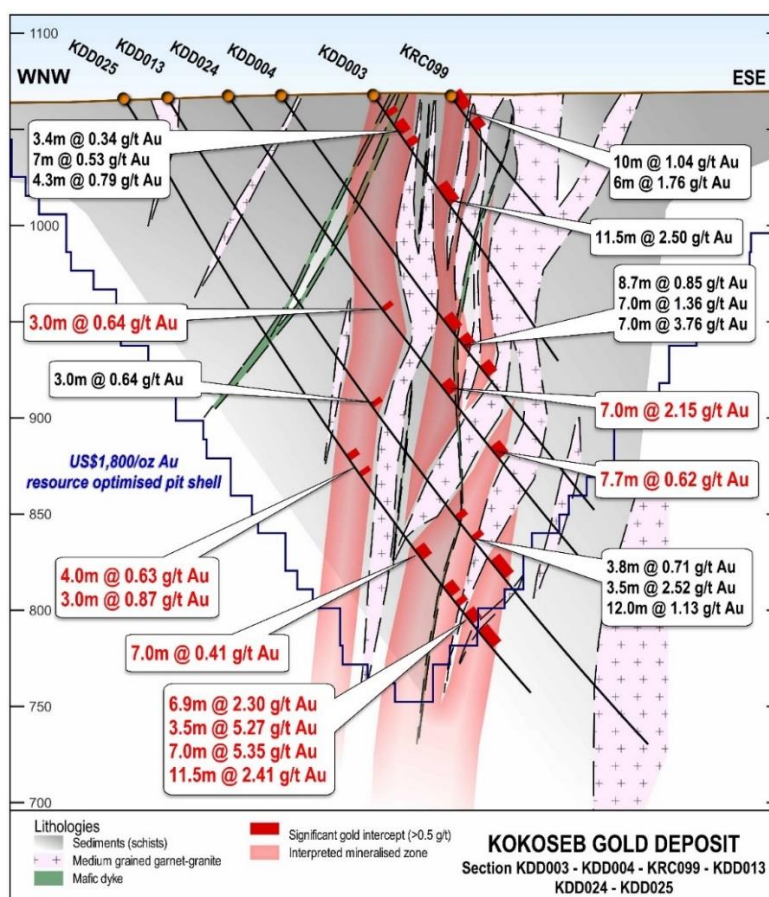 1100
KDD025
KDD013
KDD024
KDD004
KDD003
KRC099
WNW
ESE
3.4m @ 0.34 g/t Au
7m @ 0.53 g/t Au
4.3m @ 0.79 g/t Au
10m @ 1.04 g/t Au
6m @ 1.76 g/t Au
1000
11.5m @ 2.50 g/t Au
8.7m @ 0.85 g/t Au
7.0m @ 1.36 g/t Au
7.0m @ 3.76 g/t Au
3.0m @ 0.64 g/t Au
3.0m @ 0.64 g/t Au
900
7.0m @ 2.15 g/t Au
US$1,800/oz Au
resource optimised pit shell
7.7m @ 0.62 g/t Au
850
4.0m @ 0.63 g/t Au
3.0m @ 0.87 g/t Au
3.8m @ 0.71 g/t Au
3.5m @ 2.52 g/t Au
12.0m @ 1.13 g/t Au
800
7.0m @ 0.41 g/t Au
6.9m @ 2.30 g/t Au
3.5m @ 5.27 g/t Au
7.0m @ 5.35 g/t Au
11.5m @ 2.41 g/t Au
750
700
Lithologies
Sediments (schists)
Medium grained garnet-granite
Mafic dyke
Significant gold intercept (>0.5 g/t)
Interpreted mineralised zone
KOKOSEB GOLD DEPOSIT
Section KDD003 - KDD004 - KRC099 - KDD013
KDD024 - KDD025